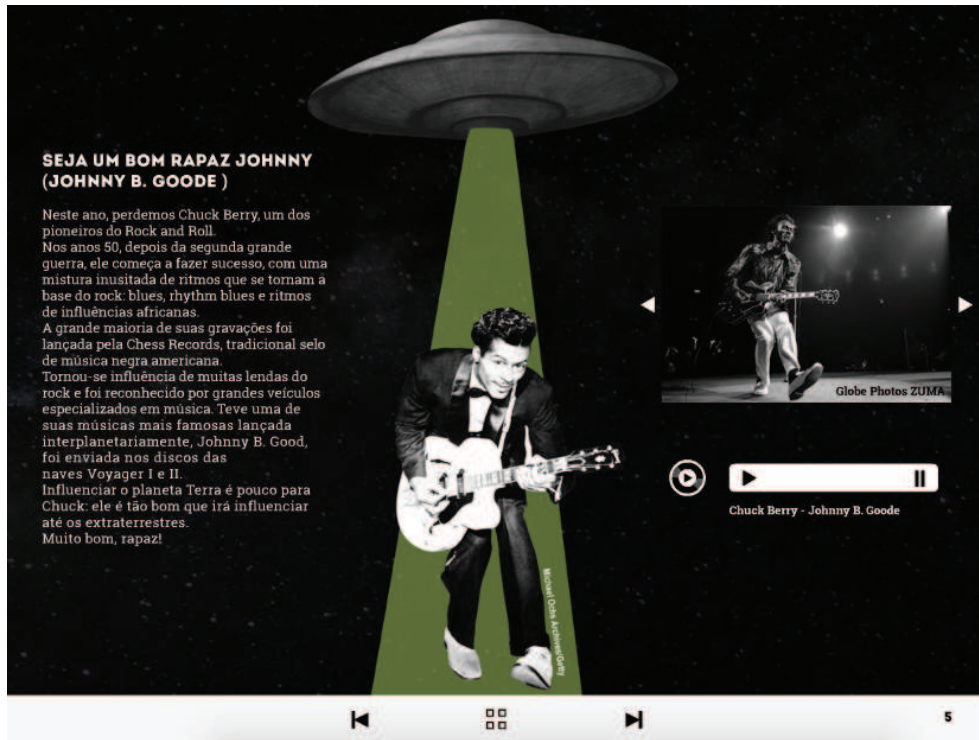 SEJA UM BOM RAPAZ JOHNNY
(JOHNNY B. GOODE )
Neste ano, perdemos Chuck Berry, um dos
pioneiros do Rock and Roll.
Nos anos 50, depois da segunda grande
guerra, ele começa a fazer sucesso, com uma
mistura inusitada de ritmos que se tornam a
base do rock: blues, rhythm blues e ritmos
de influências africanas.
A grande maioria de suas gravações foi
lançada pela Chess Records, tradicional selo
de música negra americana.
Tornou-se influência de muitas lendas do
rock e foi reconhecido por grandes veículos
especializados em música. Teve uma de
suas músicas mais famosas lançada
interplanetariamente, Johnny B. Good,
foi enviada nos discos das
naves Voyager I e II.
Influenciar o planeta Terra é pouco para
Chuck: ele é tão bom que irá influenciar
até os extraterrestres.
Muito bom, rapaz!
Michael Ochs Archives/Getty
Globe Photos ZUMA
Chuck Berry - Johnny B. Goode
5